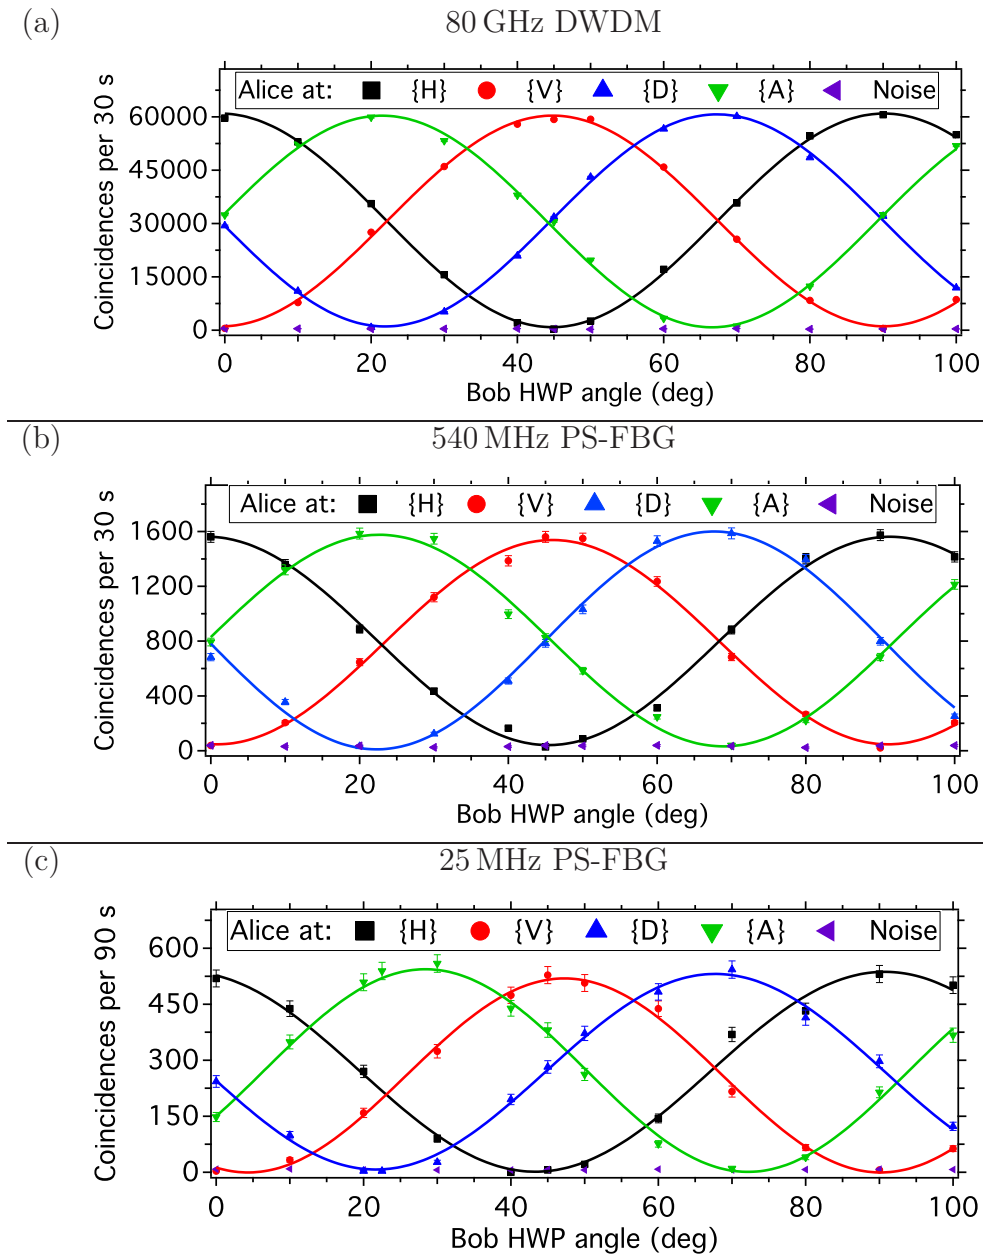 (a)
80 GHz DWDM
Coincidences per 30 s
Alice at: {H} {V} {D} {A} Noise
60000
45000
30000
15000
0
0 20 40 60 80 100
Bob HWP angle (deg)
(b)
540 MHz PS-FBG
Coincidences per 30 s
Alice at: {H} {V} {D} {A} Noise
1600
1200
800
400
0
0 20 40 60 80 100
Bob HWP angle (deg)
(c)
25 MHz PS-FBG
Coincidences per 90 s
Alice at: {H} {V} {D} {A} Noise
600
450
300
150
0
0 20 40 60 80 100
Bob HWP angle (deg)